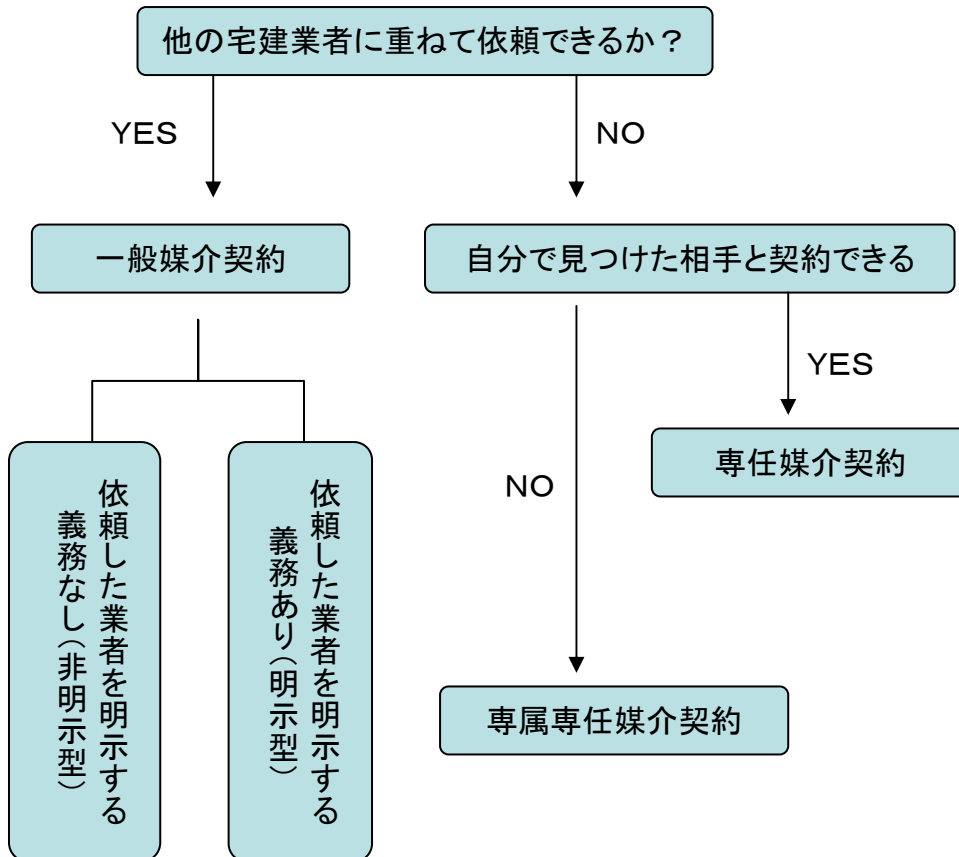 他の宅建業者に重ねて依頼できるか？
YES
NO
一般媒介契約
自分で見つけた相手と契約できる
YES
専任媒介契約
NO
依頼した業者を明示する
義務なし（非明示型）
依頼した業者を明示する
義務あり（明示型）
専属専任媒介契約